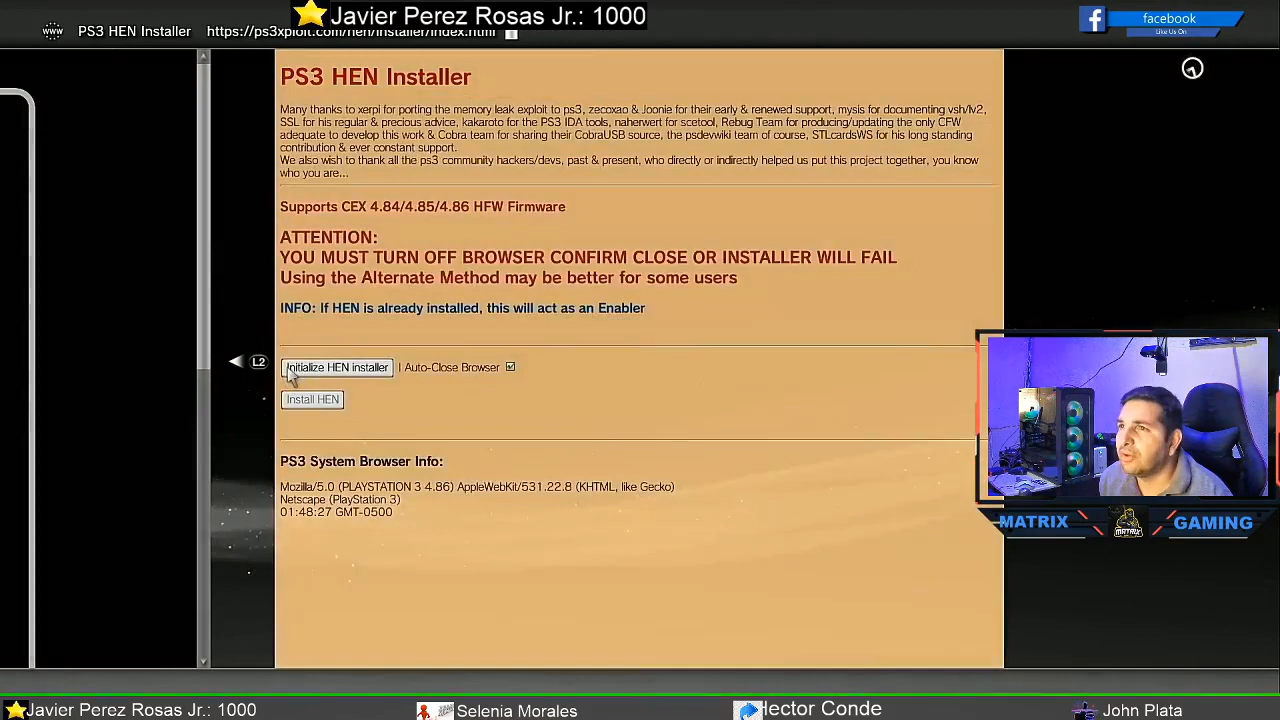 Javier Perez Rosas Jr.: 1000
PS3 HEN Installer
https://ps3xploit.com/hen/installer/index.html
facebook
Like Us On
PS3 HEN Installer
Many thanks to xerpi for porting the memory leak exploit to ps3, zecoxao & Joonie for their early & renewed support, mysis for documenting vsh/lv2,
SSL for his regular & precious advice, kakaroto for the PS3 IDA tools, naherwert for scetool, Rebug Team for producing/updating the only CFW
adequate to develop this work & Cobra team for sharing their CobraUSB source, the psdevwiki team of course, STLcardsWS for his long standing
contribution & ever constant support.
We also wish to thank all the ps3 community hackers/devs, past & present, who directly or indirectly helped us put this project together, you know
who you are...
Supports CEX 4.84/4.85/4.86 HFW Firmware
ATTENTION:
YOU MUST TURN OFF BROWSER CONFIRM CLOSE OR INSTALLER WILL FAIL
Using the Alternate Method may be better for some users
INFO: If HEN is already installed, this will act as an Enabler
L2
Initialize HEN installer | Auto-Close Browser
Install HEN
PS3 System Browser Info:
Mozilla/5.0 (PLAYSTATION 3 4.86) AppleWebKit/531.22.8 (KHTML, like Gecko)
Netscape (PlayStation 3)
01:48:27 GMT-0500
MATRIX
MATRIX
GAMING
Javier Perez Rosas Jr.: 1000
Selenia Morales
Hector Conde
John Plata